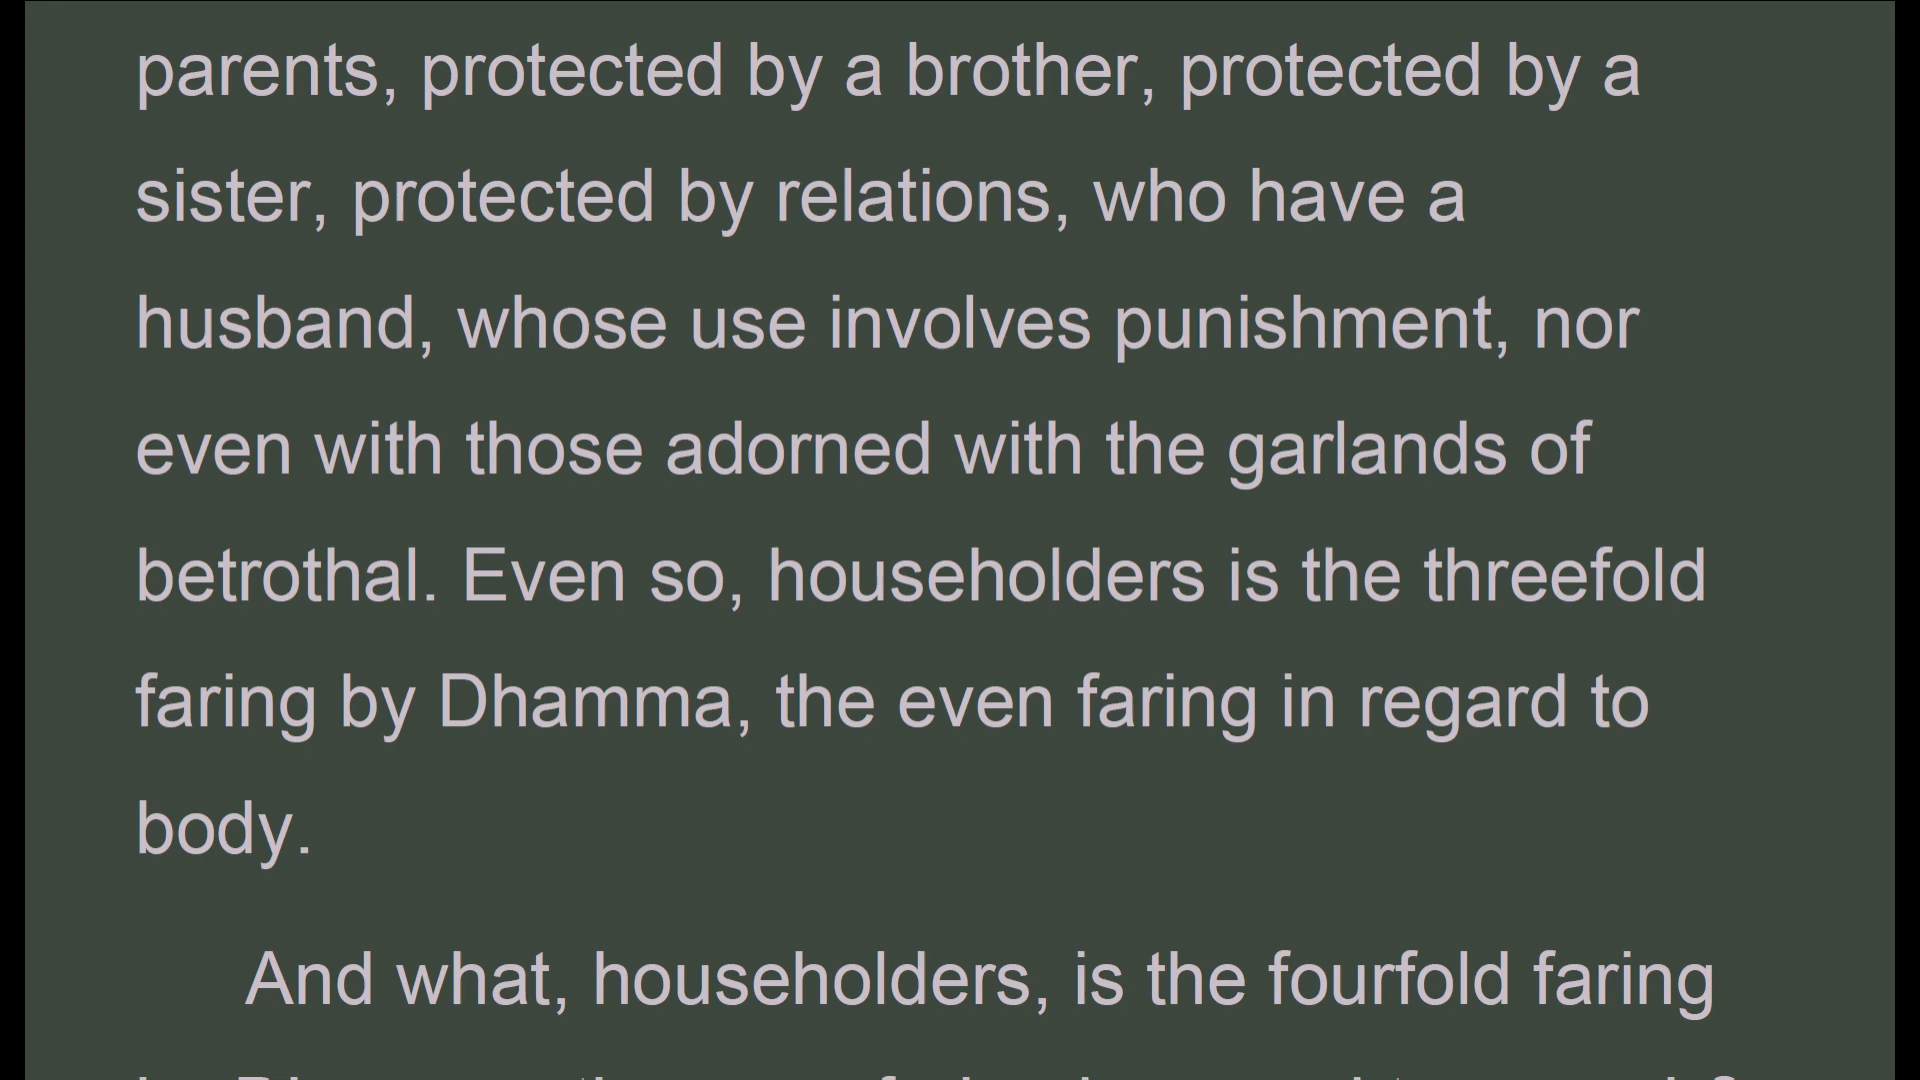 parents, protected by a brother, protected by a
sister, protected by relations, who have a
husband, whose use involves punishment, nor
even with those adorned with the garlands of
betrothal. Even so, householders is the threefold
faring by Dhamma, the even faring in regard to
body.
And what, householders, is the fourfold faring